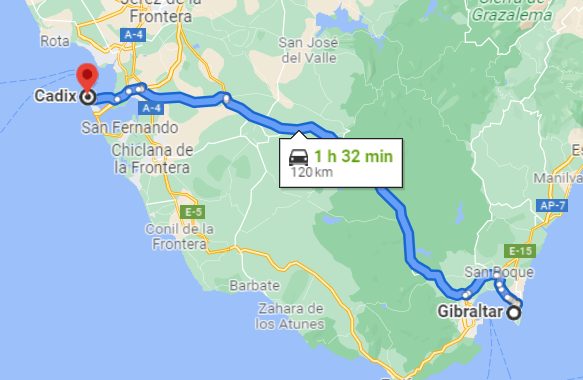 Jerez de la
Frontera
Sierra de
Grazalema
Rota
A-4
San José
del Valle
Cadix
A-4
San Fernando
Chiclana de
la Frontera
1 h 32 min
120 km
Manilva
AP-7
E-5
Conil de la
Frontera
E-15
San Roque
Barbate
Gibraltar
Zahara de
los Atunes